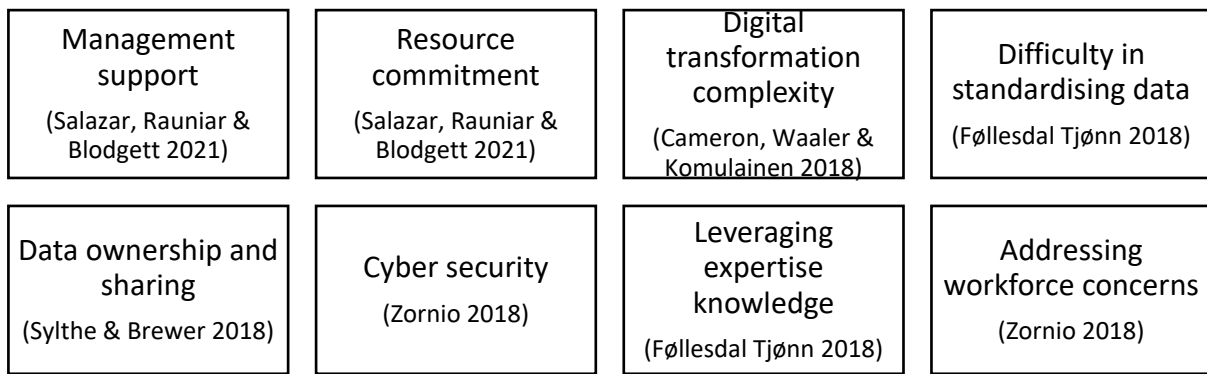 Management
support
(Salazar, Rauniar &
Blodgett 2021)
Resource
commitment
(Salazar, Rauniar &
Blodgett 2021)
Digital
transformation
complexity
(Cameron, Waaler &
Komulainen 2018)
Difficulty in
standardising data
(Føllesdal Tjønn 2018)
Data ownership and
sharing
(Sylthe & Brewer 2018)
Cyber security
(Zornio 2018)
Leveraging
expertise
knowledge
(Føllesdal Tjønn 2018)
Addressing
workforce concerns
(Zornio 2018)